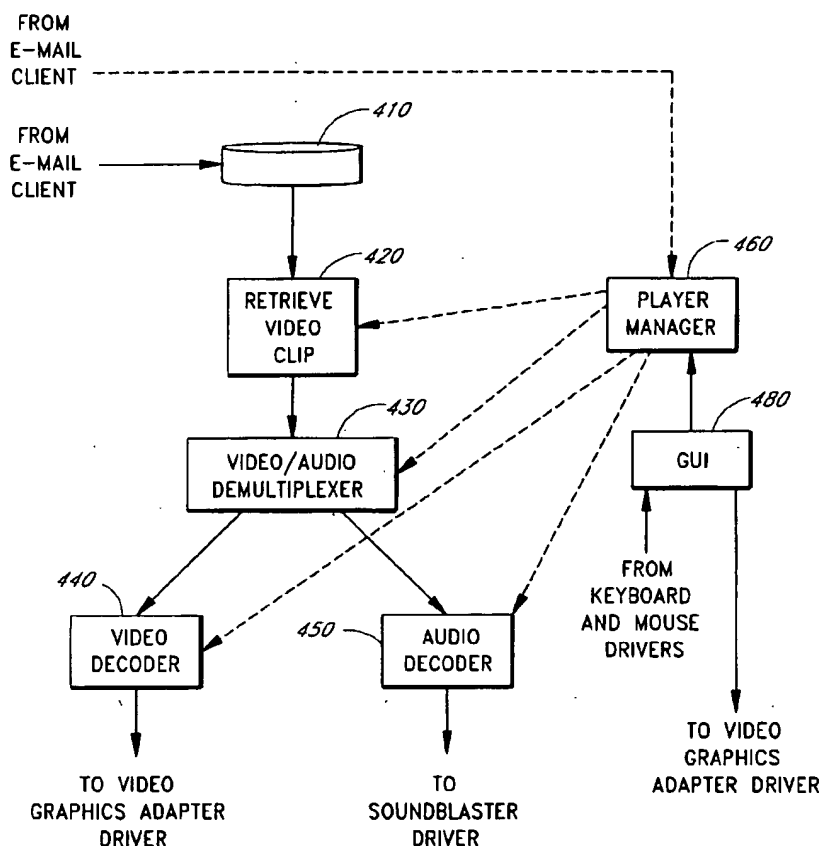 FROM
E-MAIL
CLIENT
FROM
E-MAIL
CLIENT
410
420
RETRIEVE
VIDEO
CLIP
460
PLAYER
MANAGER
430
VIDEO/AUDIO
DEMULTIPLEXER
480
GUI
440
VIDEO
DECODER
450
AUDIO
DECODER
FROM
KEYBOARD
AND MOUSE
DRIVERS
TO VIDEO
GRAPHICS ADAPTER
DRIVER
TO
SOUNDBLASTER
DRIVER
TO VIDEO
GRAPHICS
ADAPTER DRIVER